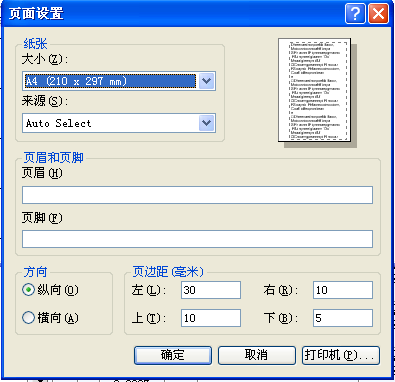 页面设置
纸张
大小(Z):
A4 (210 x 297 mm)
来源(S):
Auto Select
页眉和页脚
页眉(H)
页脚(F)
方向
纵向(O)
横向(A)
页边距(毫米)
左(L): 30 右(R): 10
上(T): 10 下(B): 5
确定 取消 打印机(P)...